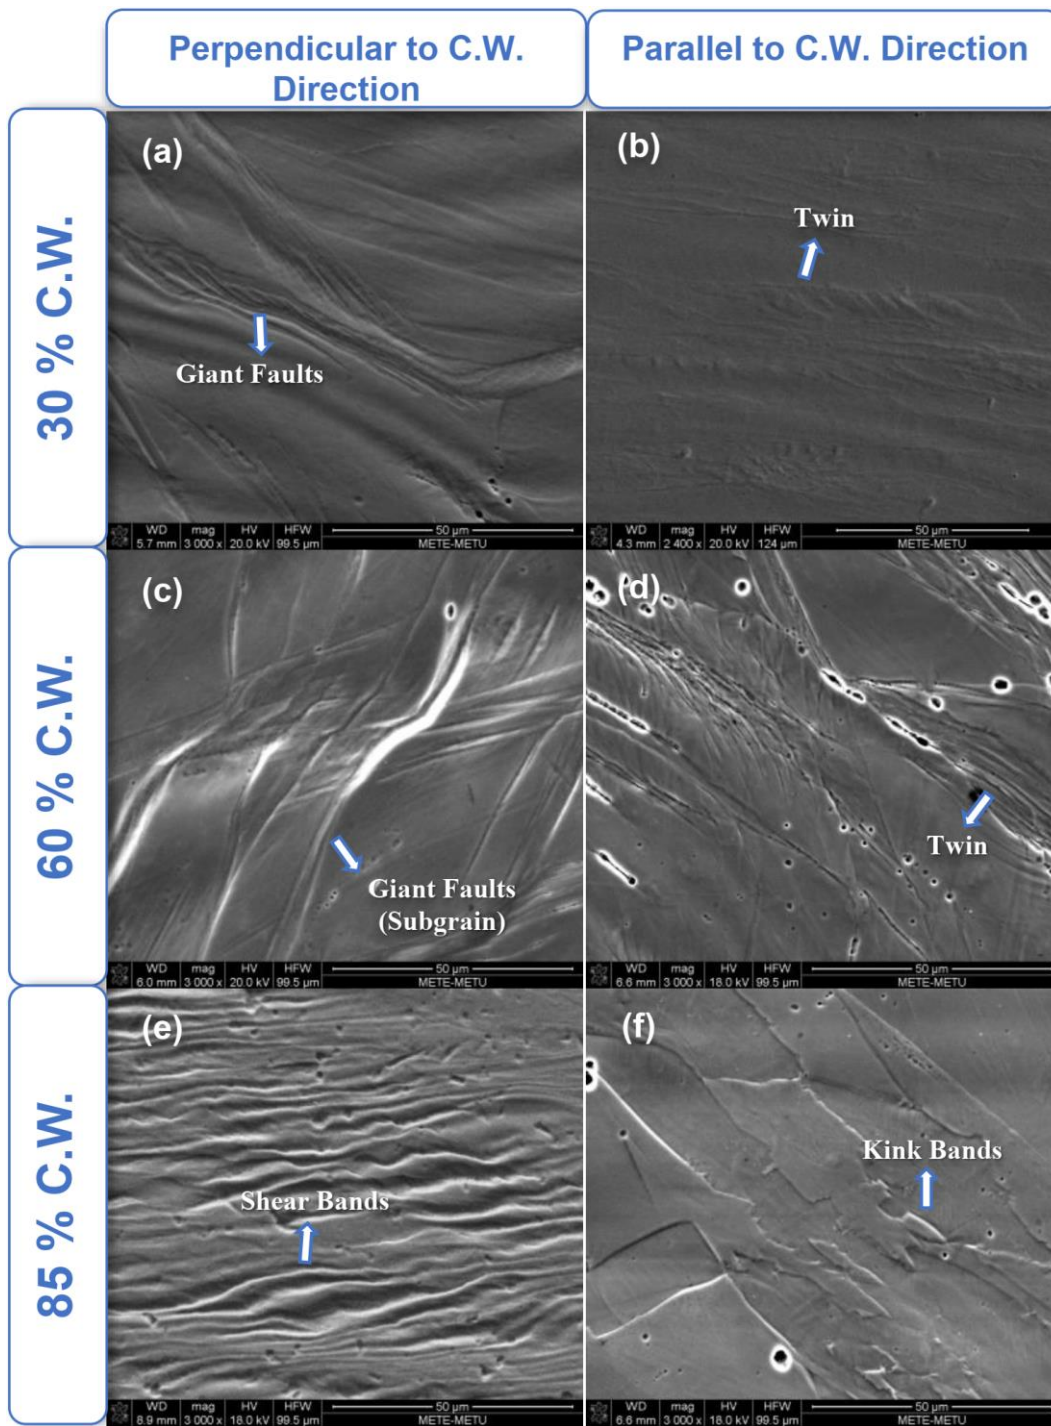 Perpendicular to C.W.
Direction
Parallel to C.W. Direction
30 % C.W.
(a)
Giant Faults
WD mag HV HFW 50 µm
5.7 mm 3 000 x 20.0 kV 99.5 µm METE-METU
(b)
Twin
WD mag HV HFW 50 µm
4.3 mm 2 400 x 20.0 kV 124 µm METE-METU
60 % C.W.
(c)
Giant Faults
(Subgrain)
WD mag HV HFW 50 µm
6.0 mm 3 000 x 20.0 kV 99.5 µm METE-METU
(d)
Twin
WD mag HV HFW 50 µm
6.6 mm 3 000 x 18.0 kV 99.5 µm METE-METU
85 % C.W.
(e)
Shear Bands
WD mag HV HFW 50 µm
8.9 mm 3 000 x 18.0 kV 99.5 µm METE-METU
(f)
Kink Bands
WD mag HV HFW 50 µm
6.6 mm 3 000 x 18.0 kV 99.5 µm METE-METU